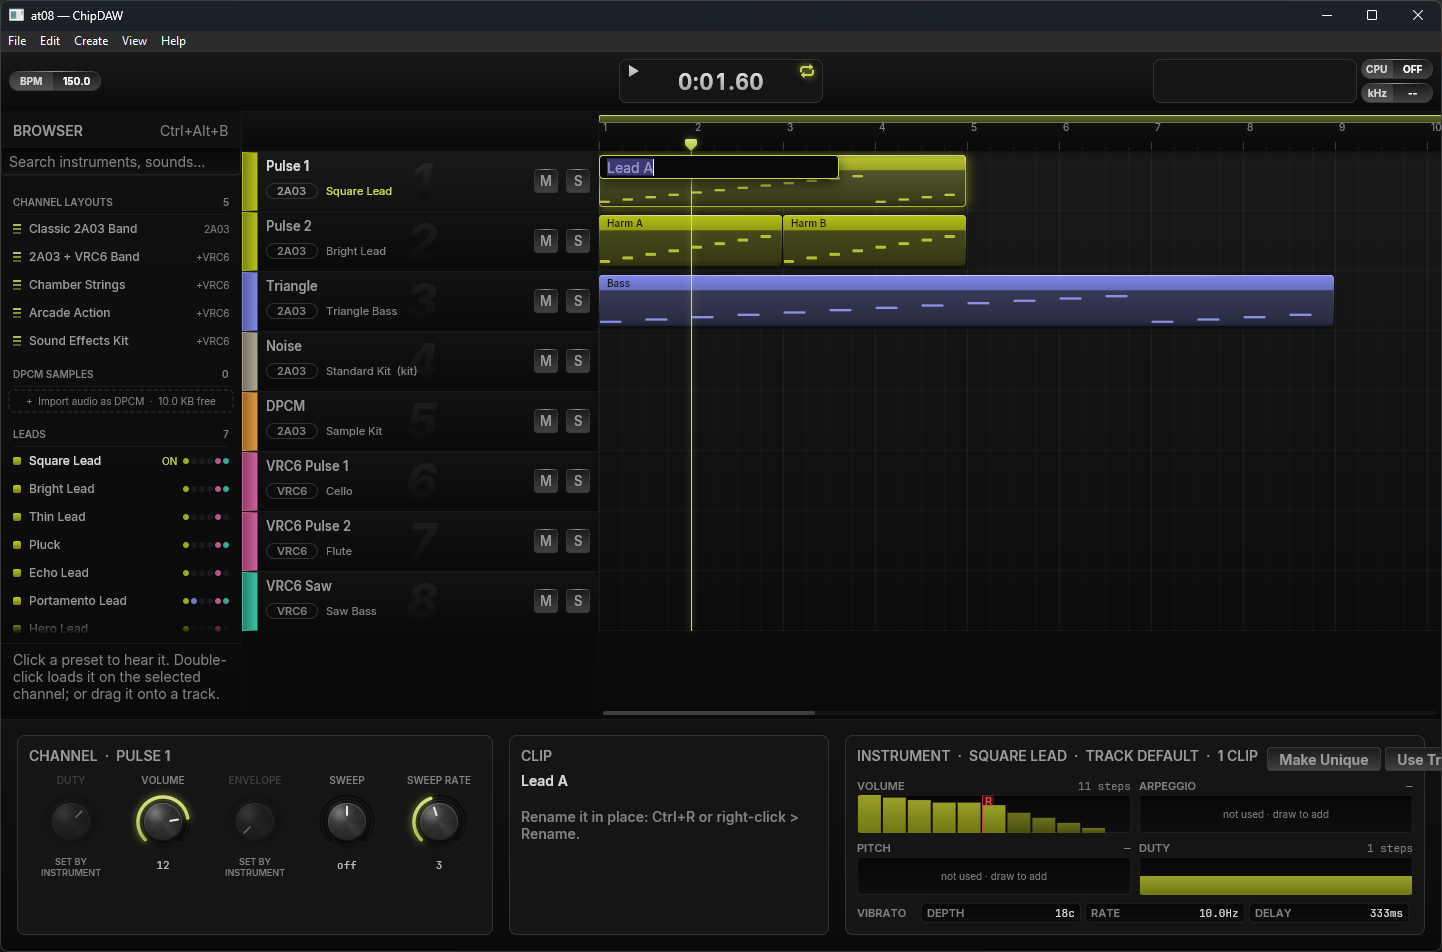 at08 — ChipDAW
File Edit Create View Help
BPM 150.0
0:01.60
CPU OFF
kHz --
BROWSER Ctrl+Alt+B
Search instruments, sounds...
CHANNEL LAYOUTS 5
Classic 2A03 Band 2A03
2A03 + VRC6 Band +VRC6
Chamber Strings +VRC6
Arcade Action +VRC6
Sound Effects Kit +VRC6
DPCM SAMPLES 0
+ Import audio as DPCM · 10.0 KB free
LEADS 7
Square Lead ON
Bright Lead
Thin Lead
Pluck
Echo Lead
Portamento Lead
Hero Lead
Click a preset to hear it. Double-
click loads it on the selected
channel; or drag it onto a track.
1 2 3 4 5 6 7 8 9 10
Pulse 1 1 M S
2A03 Square Lead
Lead A
Pulse 2 2 M S
2A03 Bright Lead
Harm A Harm B
Triangle 3 M S
2A03 Triangle Bass
Bass
Noise 4 M S
2A03 Standard Kit (kit)
DPCM 5 M S
2A03 Sample Kit
VRC6 Pulse 1 6 M S
VRC6 Cello
VRC6 Pulse 2 7 M S
VRC6 Flute
VRC6 Saw 8 M S
VRC6 Saw Bass
CHANNEL · PULSE 1
DUTY VOLUME ENVELOPE SWEEP SWEEP RATE
SET BY INSTRUMENT 12 SET BY INSTRUMENT off 3
CLIP
Lead A
Rename it in place: Ctrl+R or right-click >
Rename.
INSTRUMENT · SQUARE LEAD · TRACK DEFAULT · 1 CLIP Make Unique Use Tr
VOLUME 11 steps ARPEGGIO –
R
not used · draw to add
PITCH – DUTY 1 steps
not used · draw to add
VIBRATO DEPTH 18c RATE 10.0Hz DELAY 333ms